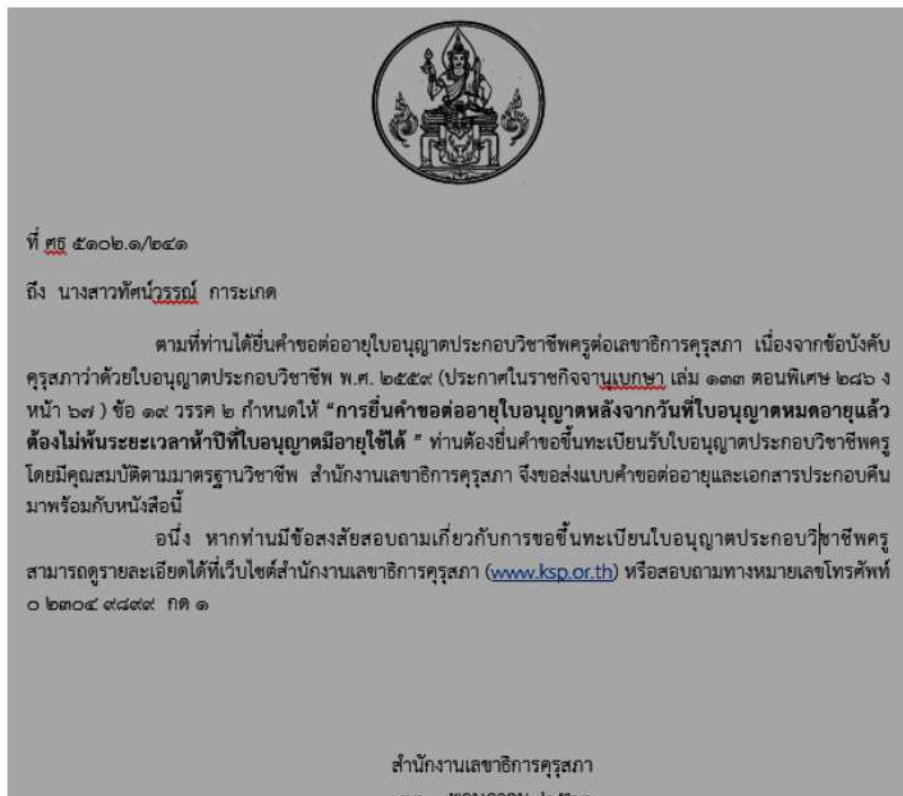 ที่ ศธ ๕๑๐๒.๑/๒๔๑
ถึง นางสาวทัศน์วรรณ์ การะเกด
ตามที่ท่านได้ยื่นคำขอต่ออายุใบอนุญาตประกอบวิชาชีพครูต่อเลขาธิการคุรุสภา เนื่องจากข้อบังคับ
คุรุสภาว่าด้วยใบอนุญาตประกอบวิชาชีพ พ.ศ. ๒๕๕๙ (ประกาศในราชกิจจานุเบกษา เล่ม ๑๓๓ ตอนพิเศษ ๒๘๖ ง
หน้า ๖๗ ) ข้อ ๑๙ วรรค ๒ กำหนดให้ “การยื่นคำขอต่ออายุใบอนุญาตหลังจากวันที่ใบอนุญาตหมดอายุแล้ว
ต้องไม่พ้นระยะเวลาห้าปีที่ใบอนุญาตมีอายุใช้ได้ ” ท่านต้องยื่นคำขอขึ้นทะเบียนรับใบอนุญาตประกอบวิชาชีพครู
โดยมีคุณสมบัติตามมาตรฐานวิชาชีพ สำนักงานเลขาธิการคุรุสภา จึงขอส่งแบบคำขอต่ออายุและเอกสารประกอบคืน
มาพร้อมกับหนังสือนี้
อนึ่ง หากท่านมีข้อสงสัยสอบถามเกี่ยวกับการขอขึ้นทะเบียนใบอนุญาตประกอบวิชาชีพครู
สามารถดูรายละเอียดได้ที่เว็บไซต์สำนักงานเลขาธิการคุรุสภา (www.ksp.or.th) หรือสอบถามทางหมายเลขโทรศัพท์
๐ ๒๓๐๔ ๙๘๙๙ กด ๑
สำนักงานเลขาธิการคุรุสภา